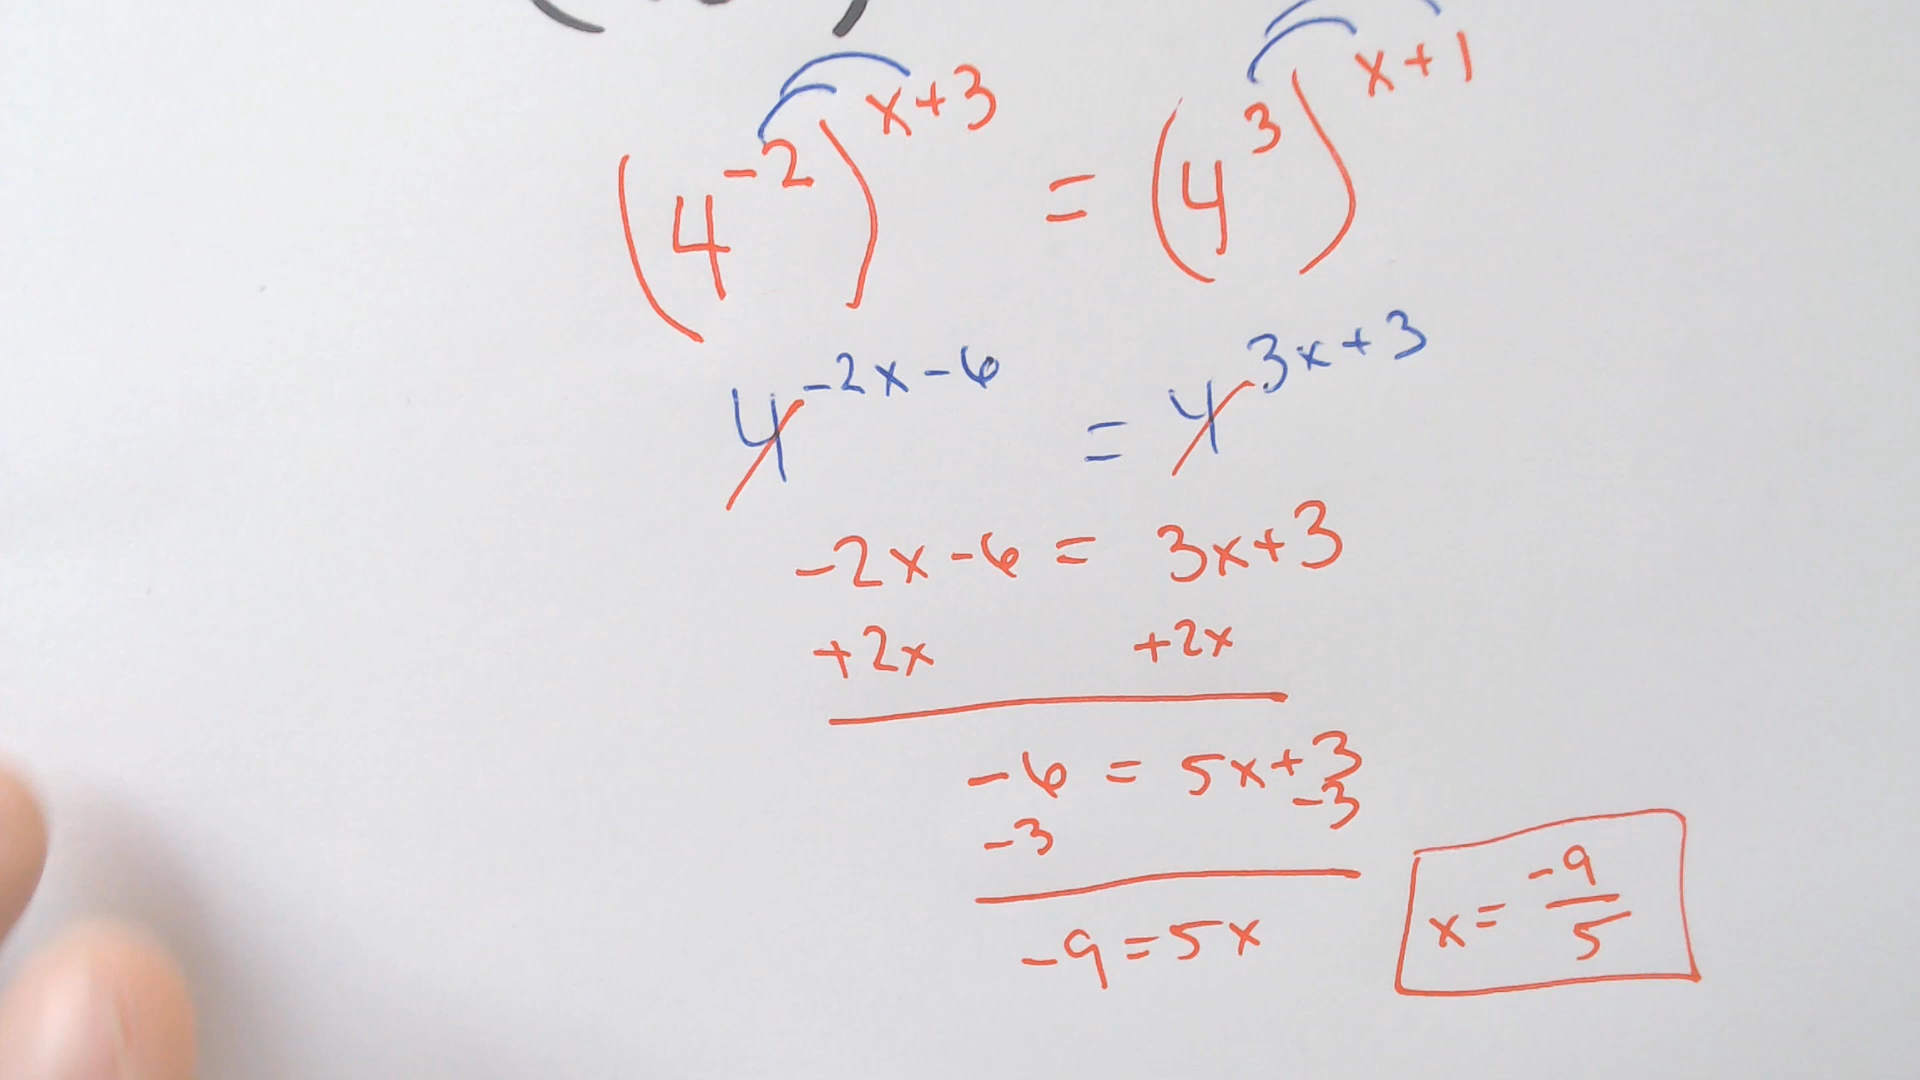 (4^-2)^x+3 = (4^3)^x+1
4^-2x-6 = 4^3x+3
-2x-6 = 3x+3
+2x +2x
-6 = 5x+3
-3 -3
-9=5x
x= -9/5